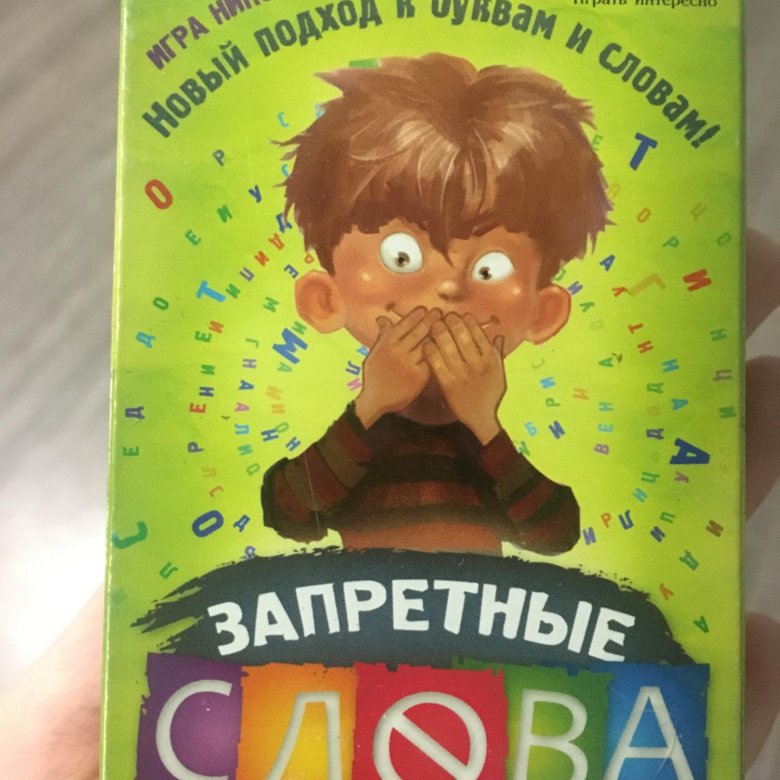 играть интересно
ИГРА
Новый подход к буквам и словам!
ЗАПРЕТНЫЕ
СЛОВА